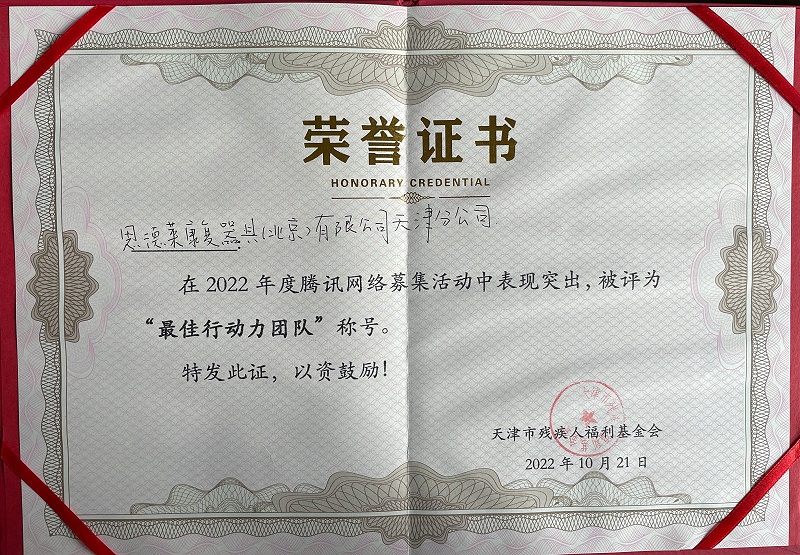 荣誉证书
HONORARY CREDENTIAL
恩德莱康复器具(北京)有限公司天津分公司
:
在 2022 年度腾讯网络募集活动中表现突出，被评为
“最佳行动力团队”称号。
特发此证，以资鼓励！
天津市残疾人福利基金会
2022 年 10 月 21 日